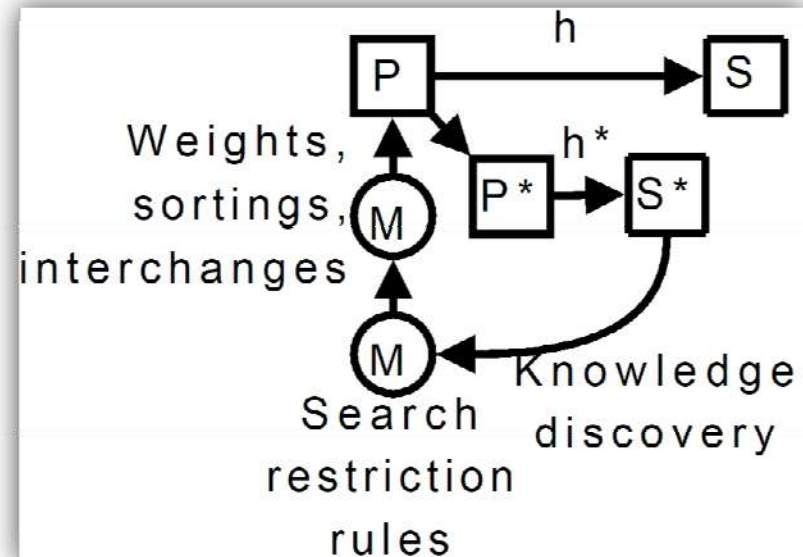 h
P
S
Weights,
h*
P*
S*
sortings,
M
interchanges
M
Knowledge
Search
discovery
restriction
rules